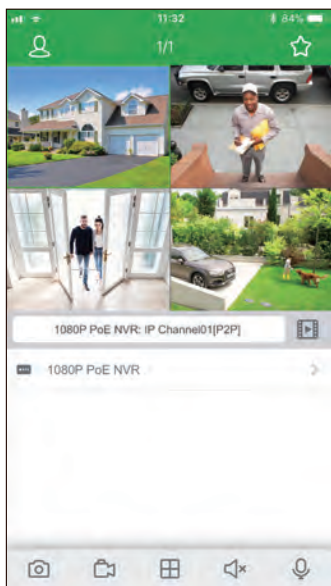 11:32
84%
1/1
1080P PoE NVR: IP Channel01[P2P]
1080P PoE NVR